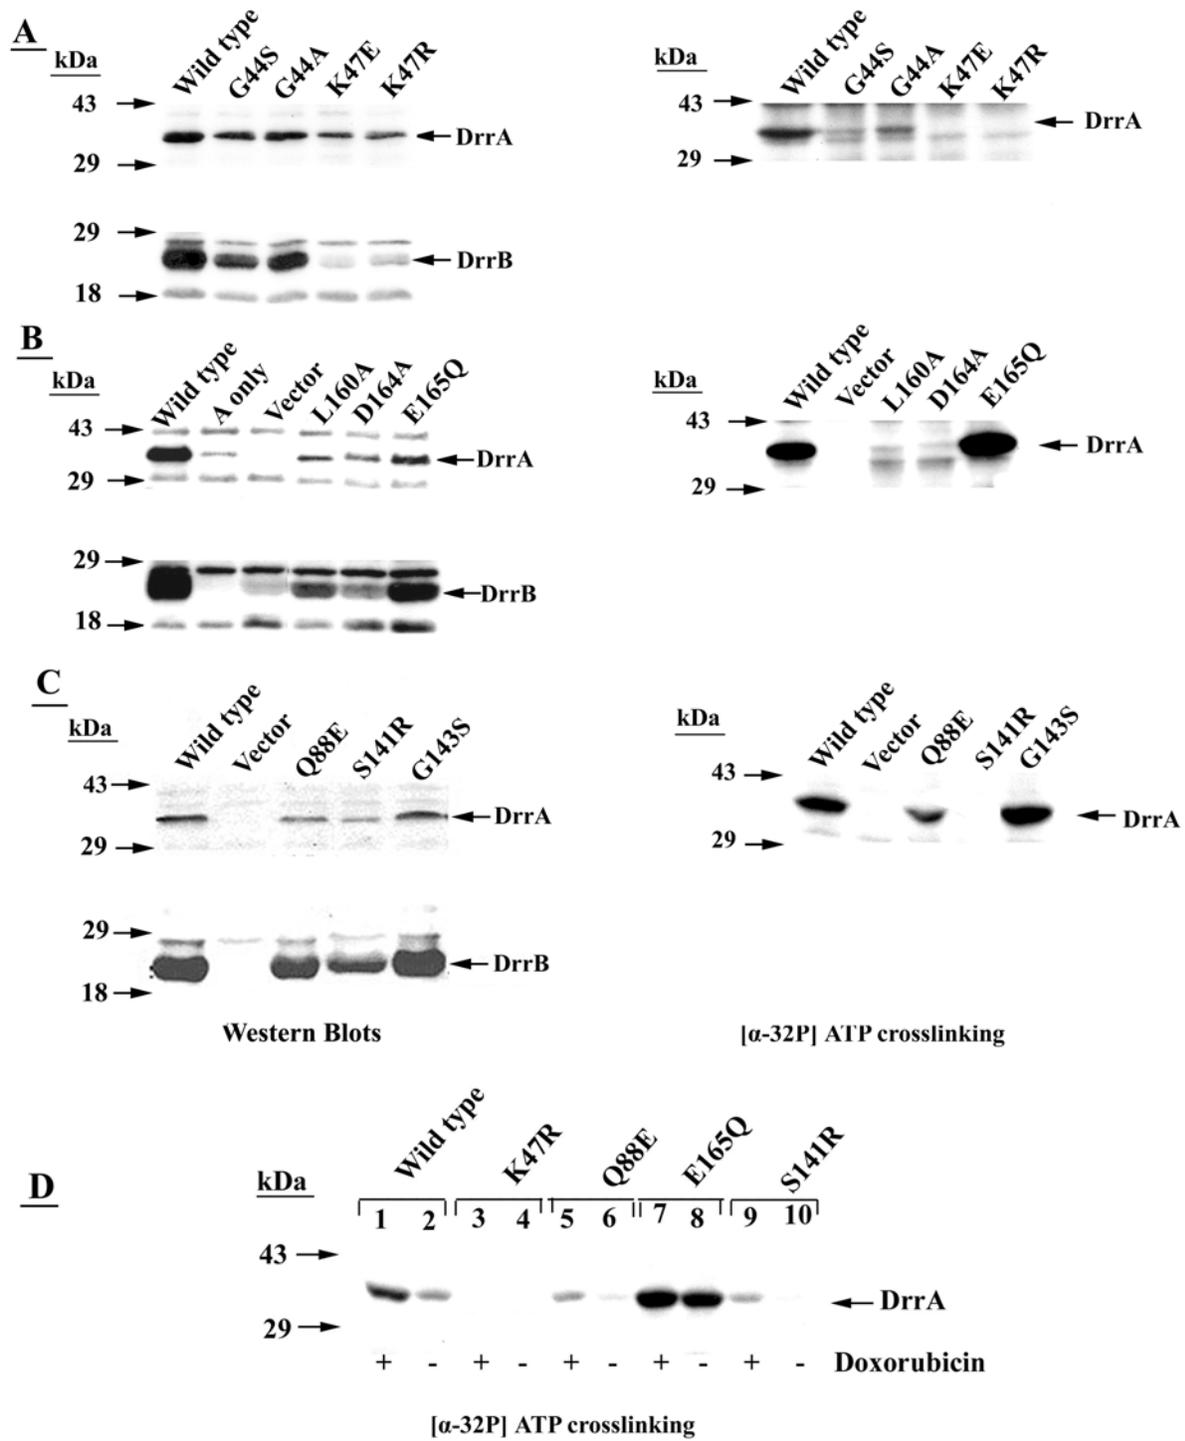 A
kDa
Wild type
G44S
G44A
K47E
K47R
43
DrrA
29
29
DrrB
18
kDa
Wild type
G44S
G44A
K47E
K47R
43
DrrA
29
B
kDa
Wild type
A only
Vector
L160A
D164A
E165Q
43
DrrA
29
29
DrrB
18
kDa
Wild type
Vector
L160A
D164A
E165Q
43
DrrA
29
C
kDa
Wild type
Vector
Q88E
S141R
G143S
43
DrrA
29
29
DrrB
18
Western Blots
kDa
Wild type
Vector
Q88E
S141R
G143S
43
DrrA
29
[α-32P] ATP crosslinking
D
kDa
Wild type
K47R
Q88E
E165Q
S141R
1 2 3 4 5 6 7 8 9 10
43
DrrA
29
+ - + - + - + - + - Doxorubicin
[α-32P] ATP crosslinking